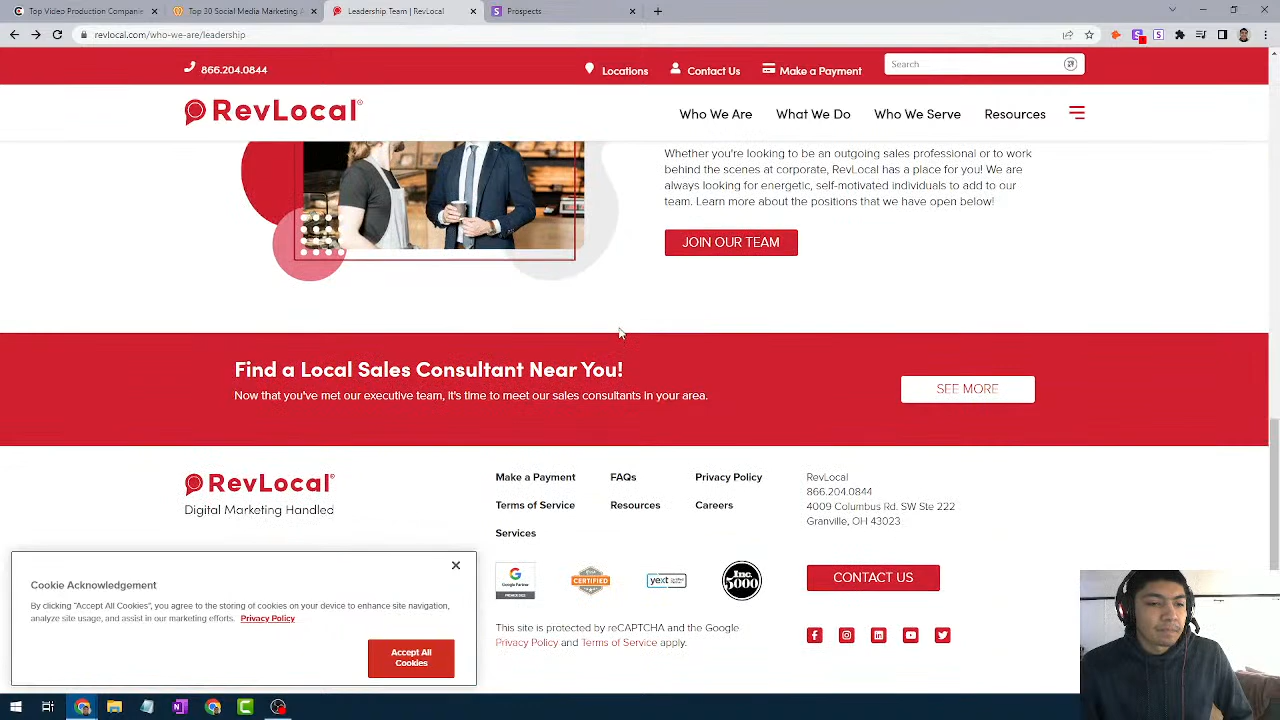 Top Video Production Companie
Top 30 Social Media Marketing A
Leadership Team | RevLocal
Prospects
revlocal.com/who-we-are/leadership
866.204.0844
Locations
Contact Us
Make a Payment
Search
RevLocal
Who We Are
What We Do
Who We Serve
Resources
Whether you're looking to be an outgoing sales professional or to work
behind the scenes at corporate, RevLocal has a place for you! We are
always looking for energetic, self-motivated individuals to add to our
team. Learn more about the positions that we have open below!
JOIN OUR TEAM
Find a Local Sales Consultant Near You!
Now that you've met our executive team, it's time to meet our sales consultants in your area.
SEE MORE
RevLocal
Digital Marketing Handled
Make a Payment
FAQs
Privacy Policy
Terms of Service
Resources
Careers
Services
RevLocal
866.204.0844
4009 Columbus Rd. SW Ste 222
Granville, OH 43023
CONTACT US
Google Partner
CERTIFIED
yext
Inc.
5000
This site is protected by reCAPTCHA and the Google
Privacy Policy and Terms of Service apply.
Cookie Acknowledgement
By clicking "Accept All Cookies", you agree to the storing of cookies on your device to enhance site navigation,
analyze site usage, and assist in our marketing efforts. Privacy Policy
Accept All
Cookies